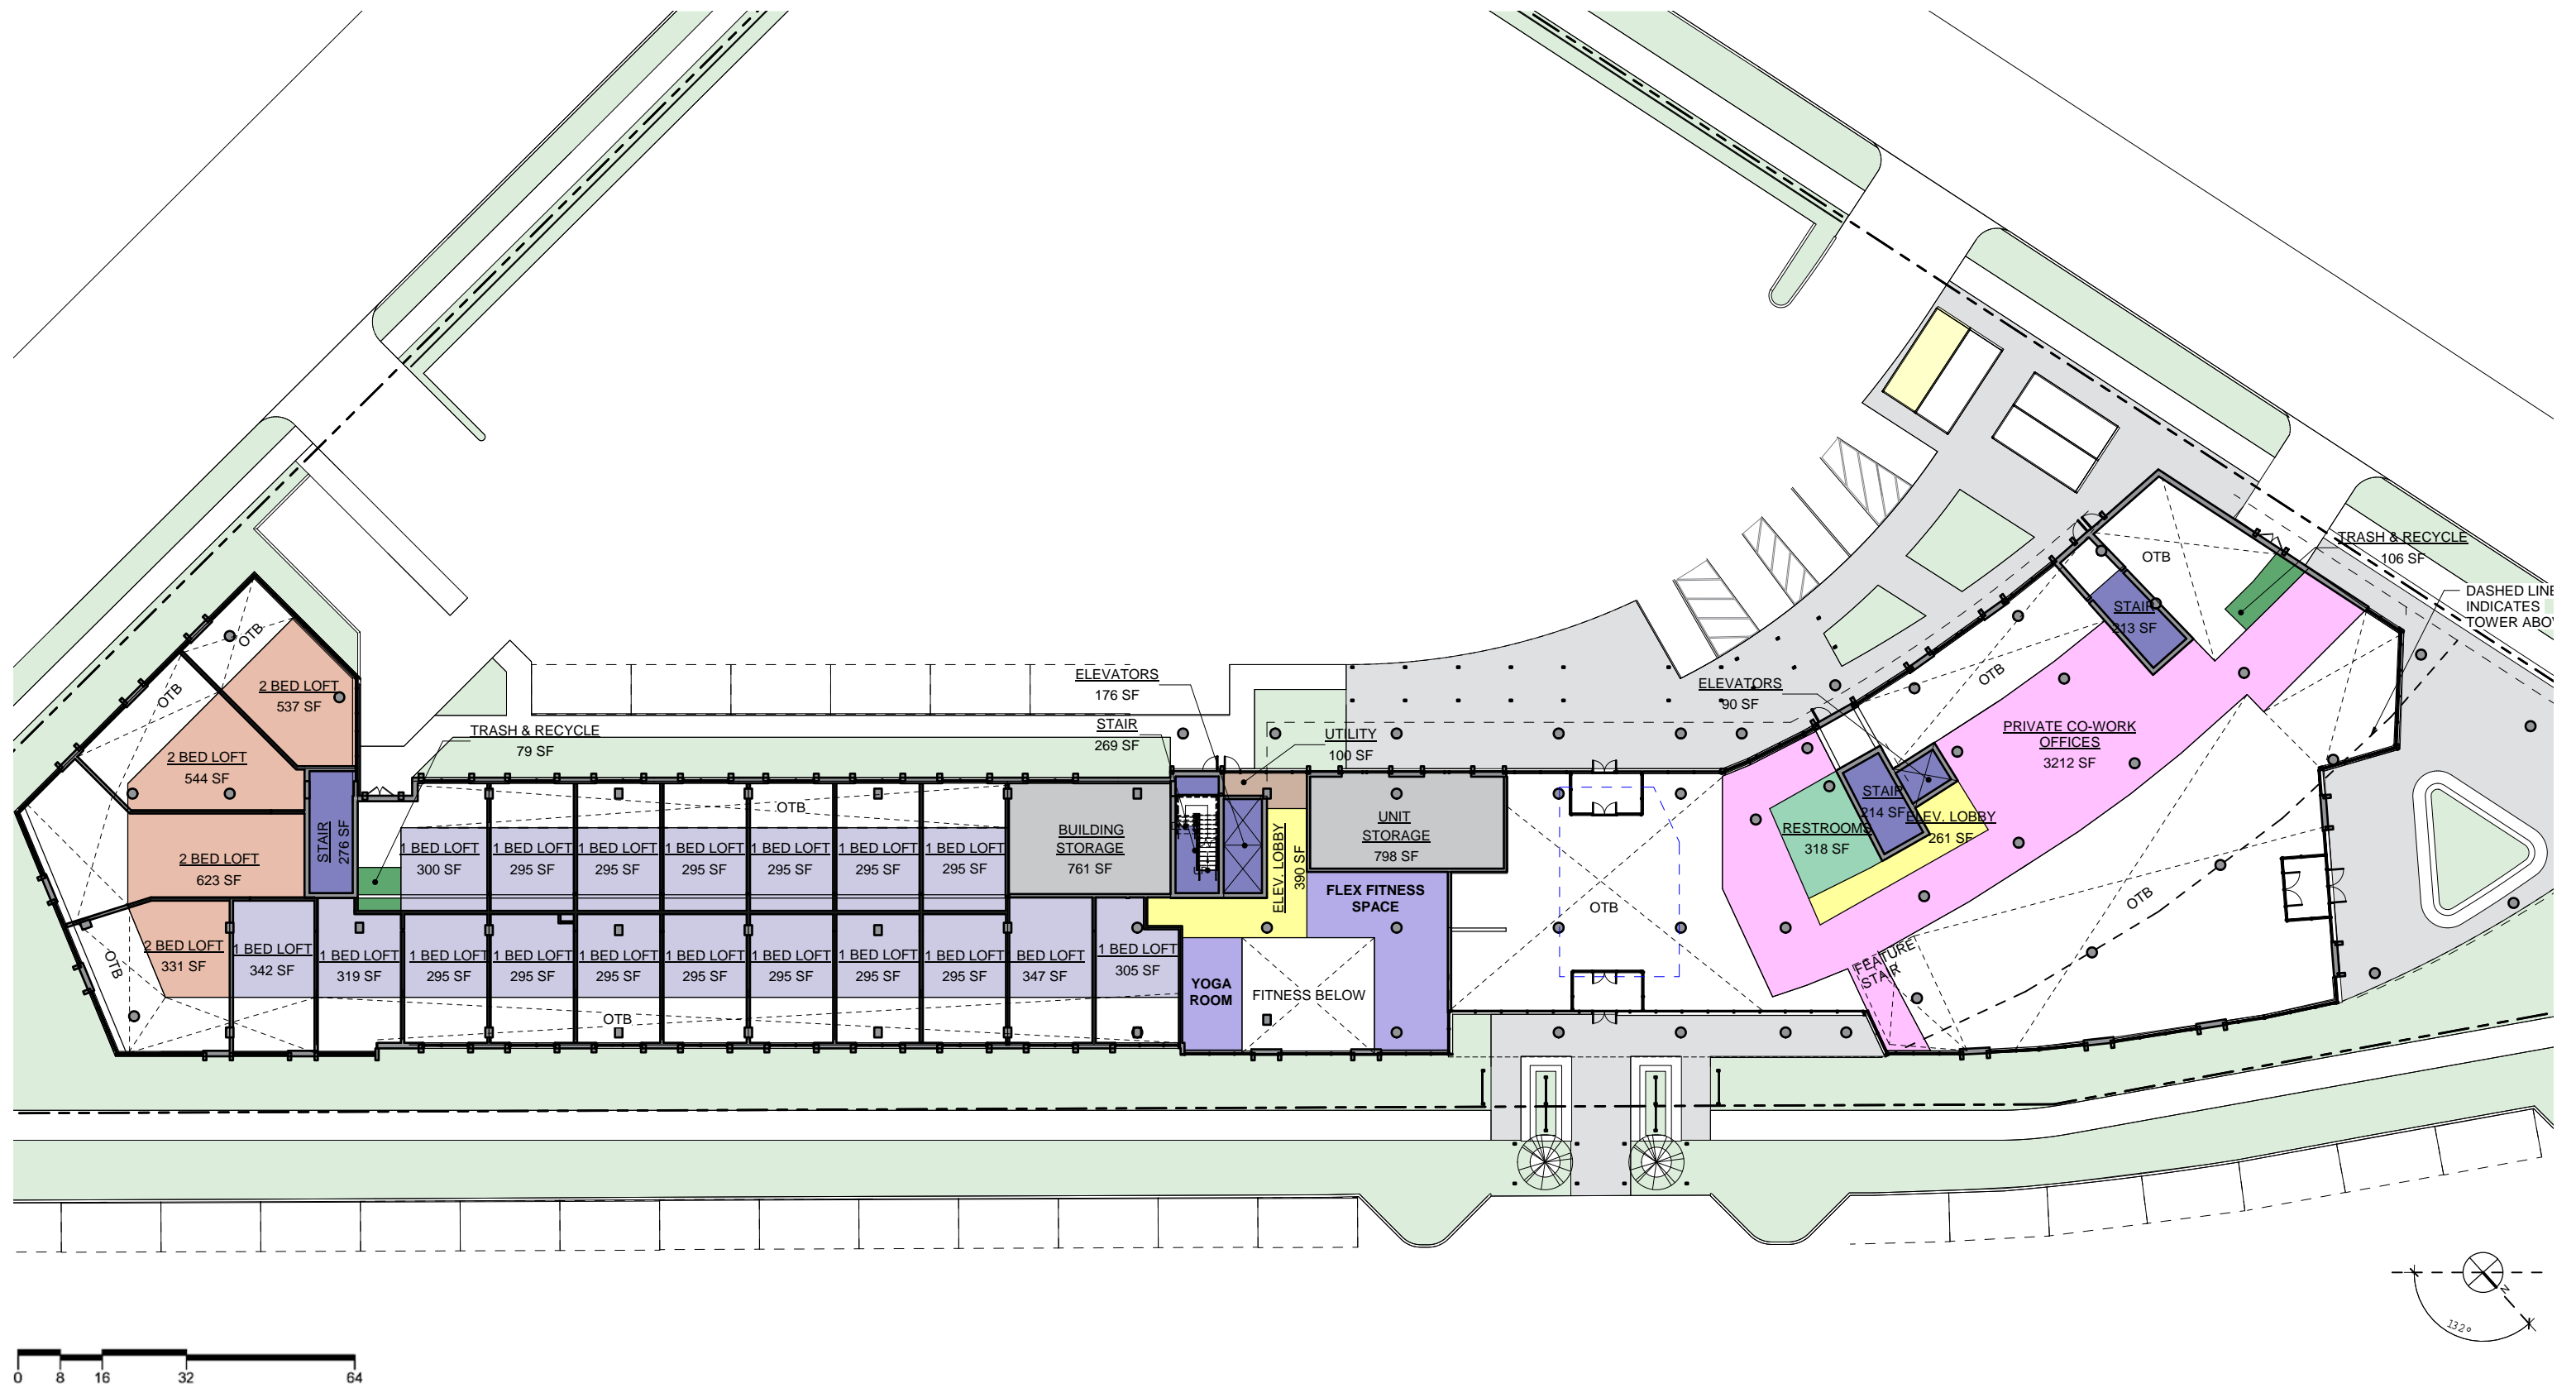 TRASH & RECYCLE
106 SF
OTB
DASHED LINE
INDICATES
TOWER ABOV
STAIR
213 SF
OTB
2 BED LOFT
537 SF
OTB
OTB
ELEVATORS
176 SF
ELEVATORS
90 SF
TRASH & RECYCLE
79 SF
STAIR
269 SF
UTILITY
100 SF
PRIVATE CO-WORK
OFFICES
3212 SF
2 BED LOFT
544 SF
OTB
STAIR
214 SF
ELEV. LOBBY
261 SF
RESTROOMS
318 SF
BUILDING
STORAGE
761 SF
UNIT
STORAGE
798 SF
STAIR
276 SF
2 BED LOFT
623 SF
1 BED LOFT
300 SF
1 BED LOFT
295 SF
1 BED LOFT
295 SF
1 BED LOFT
295 SF
1 BED LOFT
295 SF
1 BED LOFT
295 SF
1 BED LOFT
295 SF
ELEV. LOBBY
390 SF
FLEX FITNESS
SPACE
OTB
OTB
2 BED LOFT
331 SF
OTB
1 BED LOFT
342 SF
1 BED LOFT
319 SF
1 BED LOFT
295 SF
1 BED LOFT
295 SF
1 BED LOFT
295 SF
1 BED LOFT
295 SF
1 BED LOFT
295 SF
1 BED LOFT
295 SF
1 BED LOFT
295 SF
BED LOFT
347 SF
1 BED LOFT
305 SF
YOGA
ROOM
FITNESS BELOW
FEATURE
STAIR
OTB
N
132°
0 8 16 32 64